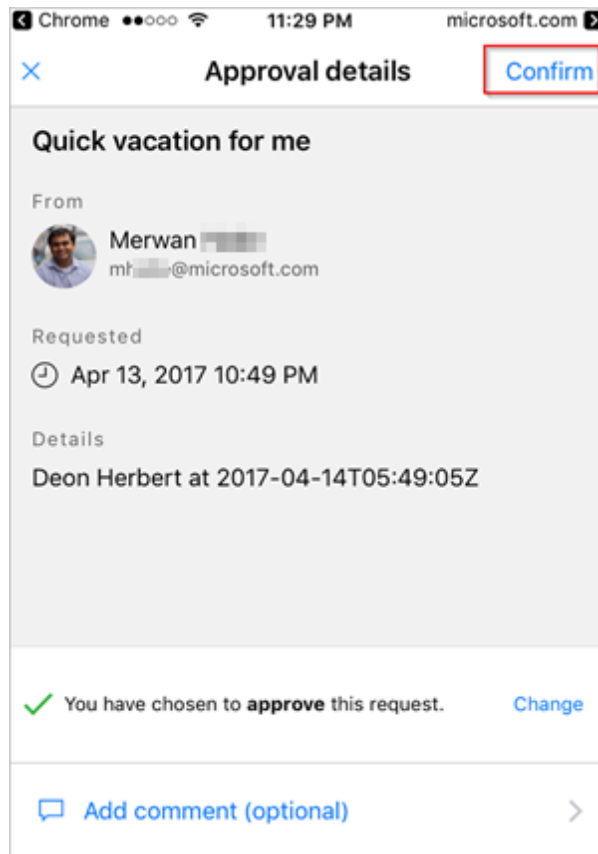 Chrome 11:29 PM microsoft.com
Approval details Confirm
Quick vacation for me
From
Merwan
@microsoft.com
Requested
Apr 13, 2017 10:49 PM
Details
Deon Herbert at 2017-04-14T05:49:05Z
You have chosen to approve this request. Change
Add comment (optional)